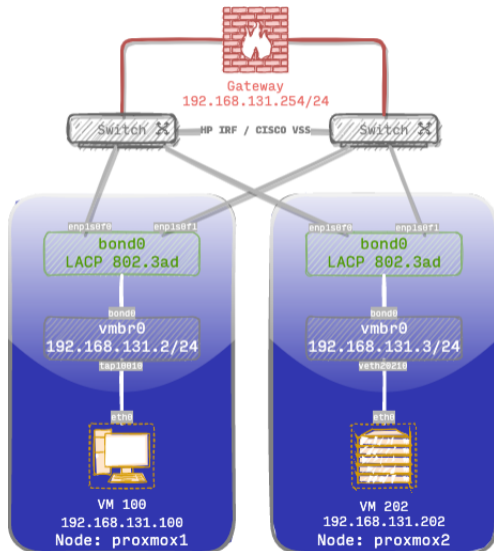 Gateway
192.168.131.254/24
Switch
HP IRF / CISCO VSS
Switch
enp1s0f0
enp1s0f1
bond0
LACP 802.3ad
bond0
vmbr0
192.168.131.2/24
tap10010
eth0
VM 100
192.168.131.100
Node: proxmox1
enp1s0f0
enp1s0f1
bond0
LACP 802.3ad
bond0
vmbr0
192.168.131.3/24
veth20210
eth0
VM 202
192.168.131.202
Node: proxmox2